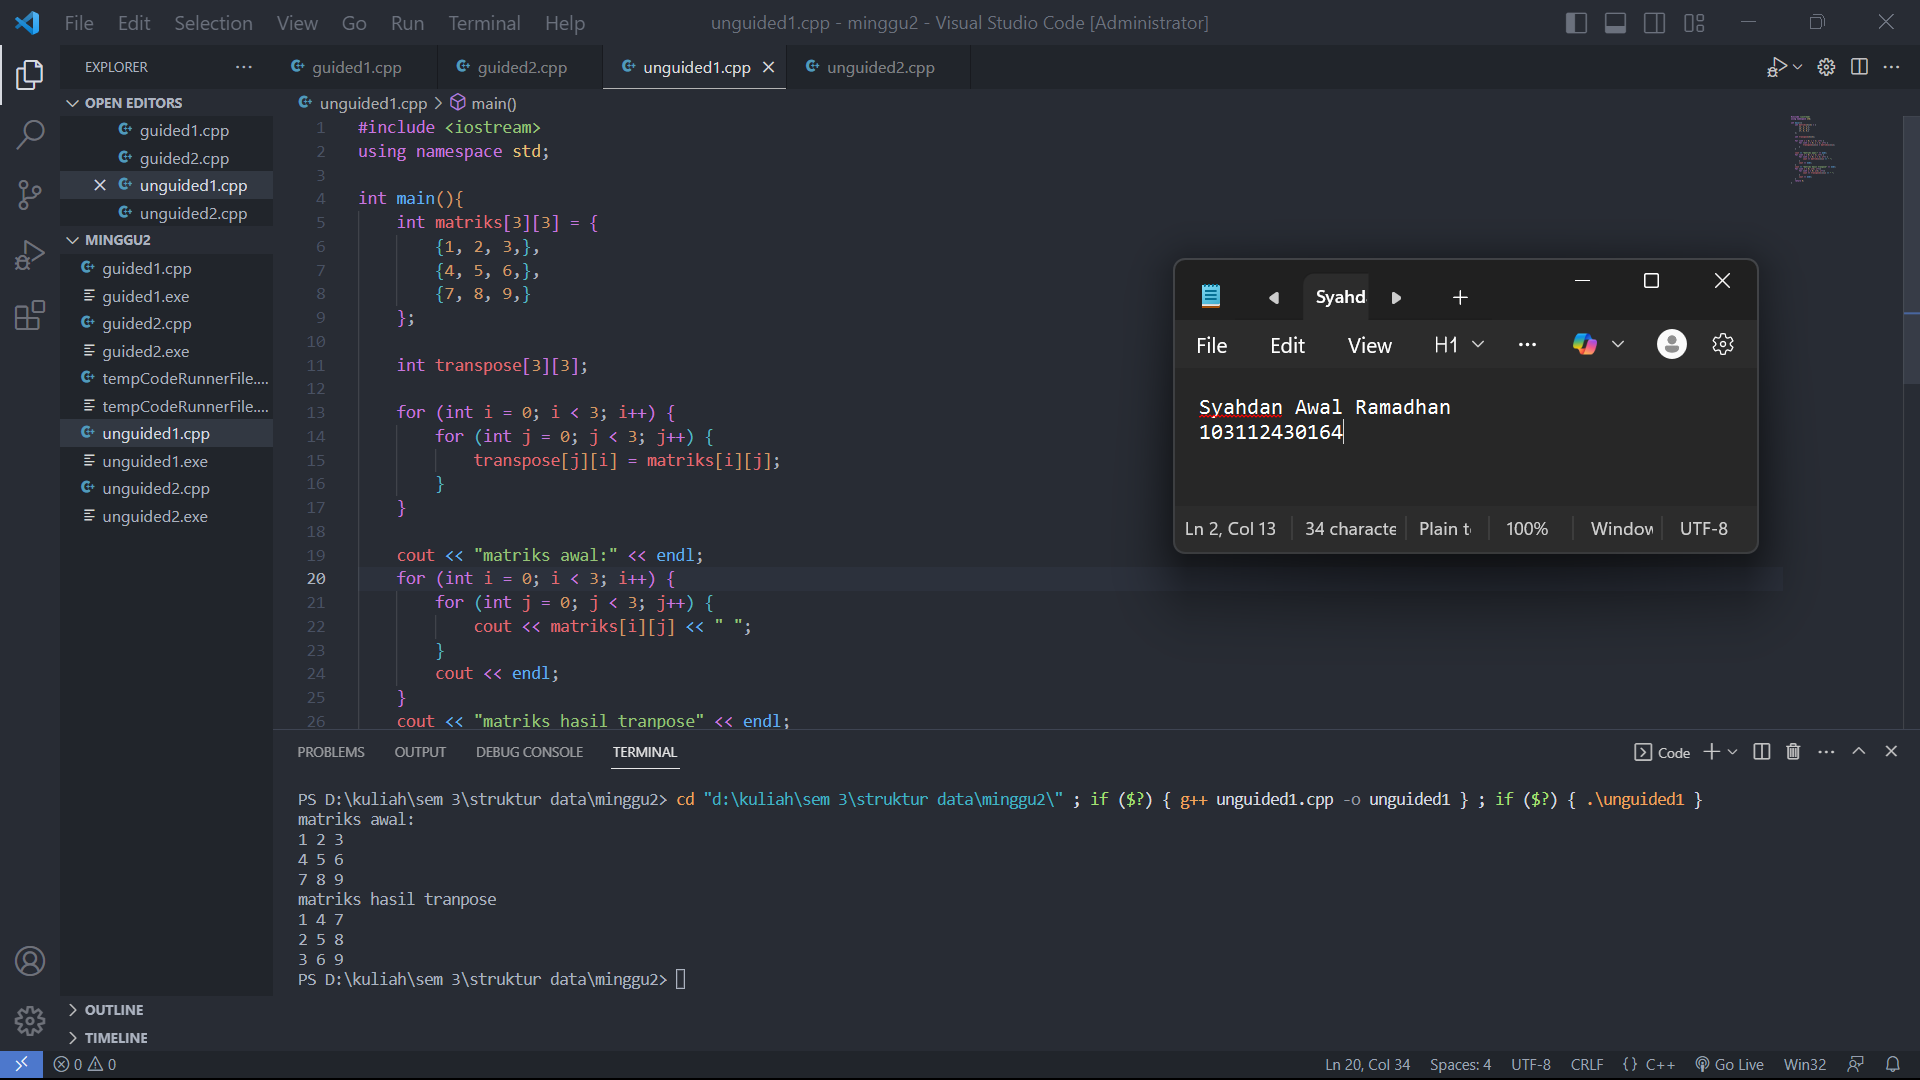 File Edit Selection View Go Run Terminal Help unguided1.cpp - minggu2 - Visual Studio Code [Administrator]
EXPLORER
guided1.cpp guided2.cpp unguided1.cpp unguided2.cpp
OPEN EDITORS
guided1.cpp
guided2.cpp
unguided1.cpp
unguided2.cpp
MINGGU2
guided1.cpp
guided1.exe
guided2.cpp
guided2.exe
tempCodeRunnerFile....
tempCodeRunnerFile....
unguided1.cpp
unguided1.exe
unguided2.cpp
unguided2.exe
OUTLINE
TIMELINE
unguided1.cpp > main()
1 #include <iostream>
2 using namespace std;
3
4 int main(){
5 int matriks[3][3] = {
6 {1, 2, 3,},
7 {4, 5, 6,},
8 {7, 8, 9,}
9 };
10
11 int transpose[3][3];
12
13 for (int i = 0; i < 3; i++) {
14 for (int j = 0; j < 3; j++) {
15 transpose[j][i] = matriks[i][j];
16 }
17 }
18
19 cout << "matriks awal:" << endl;
20 for (int i = 0; i < 3; i++) {
21 for (int j = 0; j < 3; j++) {
22 cout << matriks[i][j] << " ";
23 }
24 cout << endl;
25 }
26 cout << "matriks hasil tranpose" << endl;
Syahd
File Edit View H1
Syahdan Awal Ramadhan
103112430164
Ln 2, Col 13 34 characte Plain t 100% Window UTF-8
PROBLEMS OUTPUT DEBUG CONSOLE TERMINAL Code
PS D:\kuliah\sem 3\struktur data\minggu2> cd "d:\kuliah\sem 3\struktur data\minggu2\" ; if ($?) { g++ unguided1.cpp -o unguided1 } ; if ($?) { .\unguided1 }
matriks awal:
1 2 3
4 5 6
7 8 9
matriks hasil tranpose
1 4 7
2 5 8
3 6 9
PS D:\kuliah\sem 3\struktur data\minggu2>
0 0 Ln 20, Col 34 Spaces: 4 UTF-8 CRLF {} C++ Go Live Win32